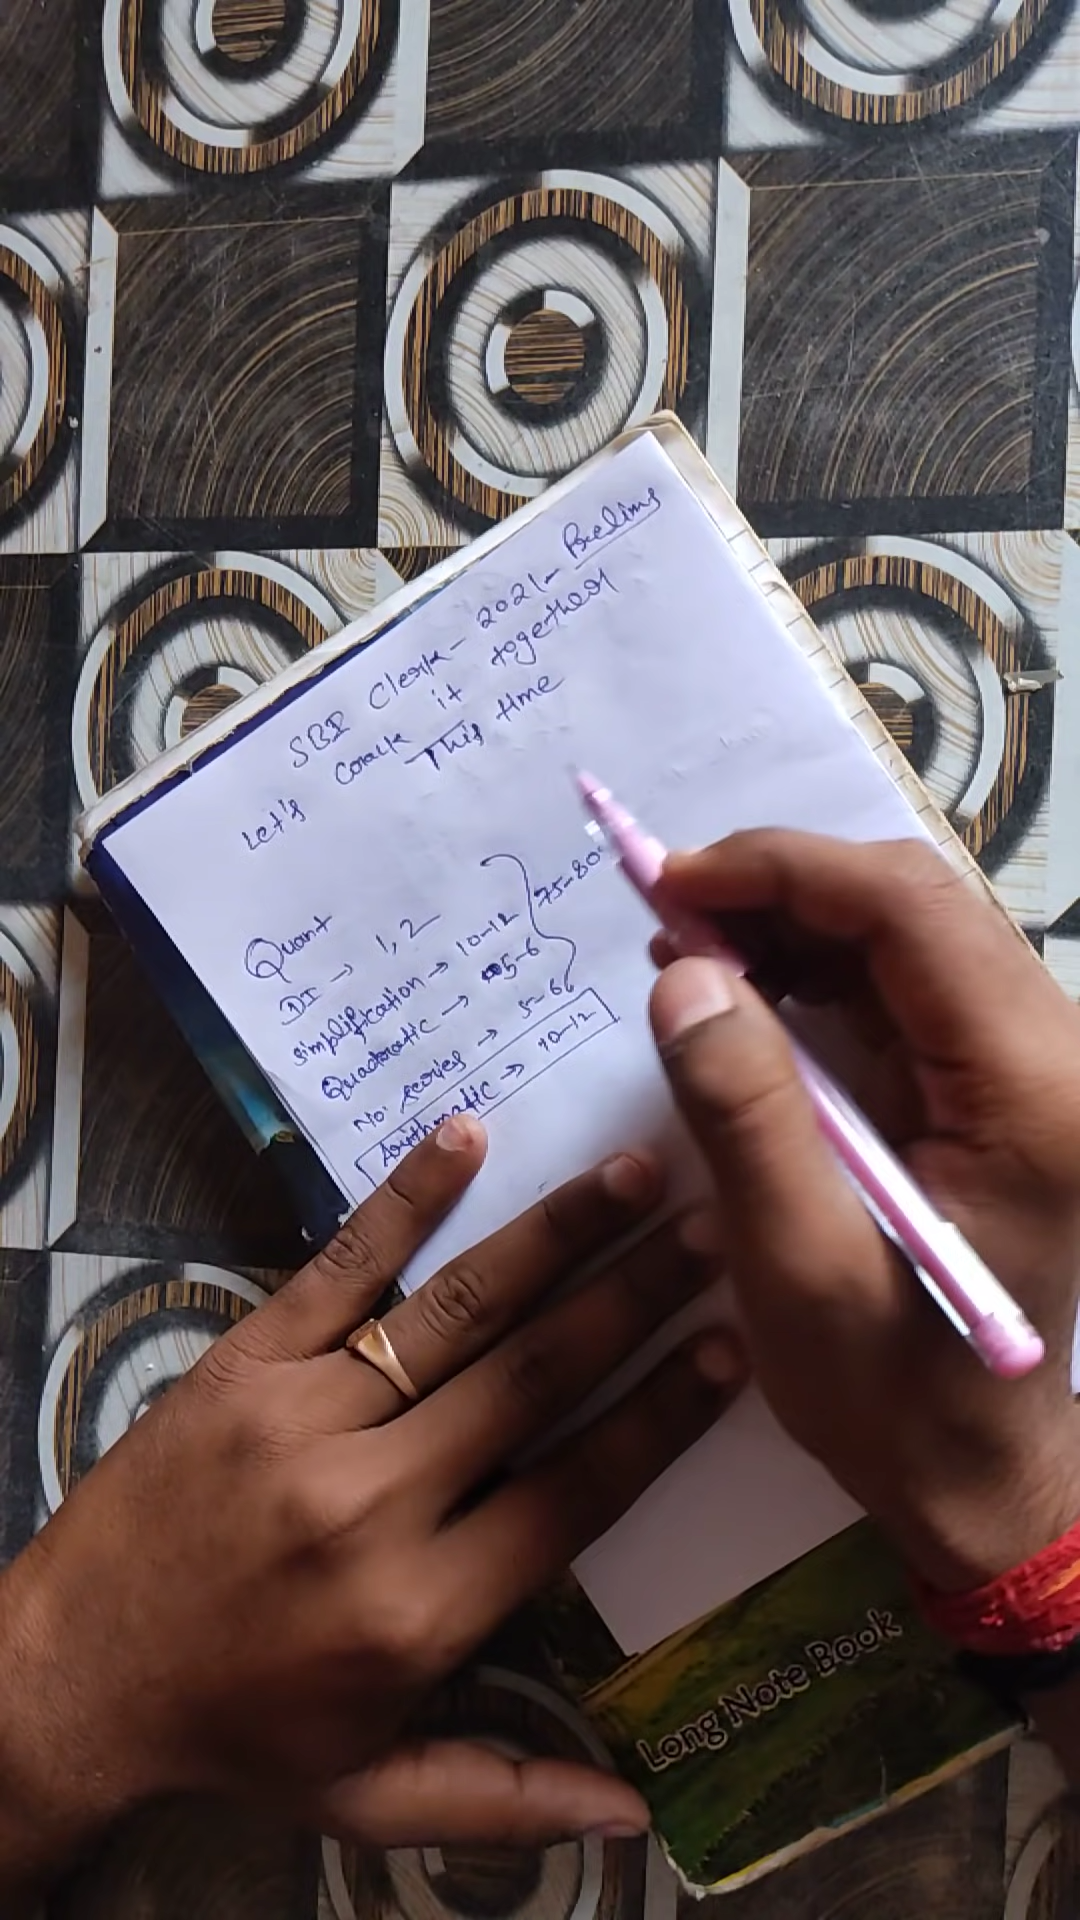 SBI Clerk - 2021 - Prelims
Let's crack it together
This time
Quant
DI → 1, 2
Simplification → 10-12
Quadratic → 5-6
No. series → 5-6
75-80
Arithmatic → 10-12
Long Note Book